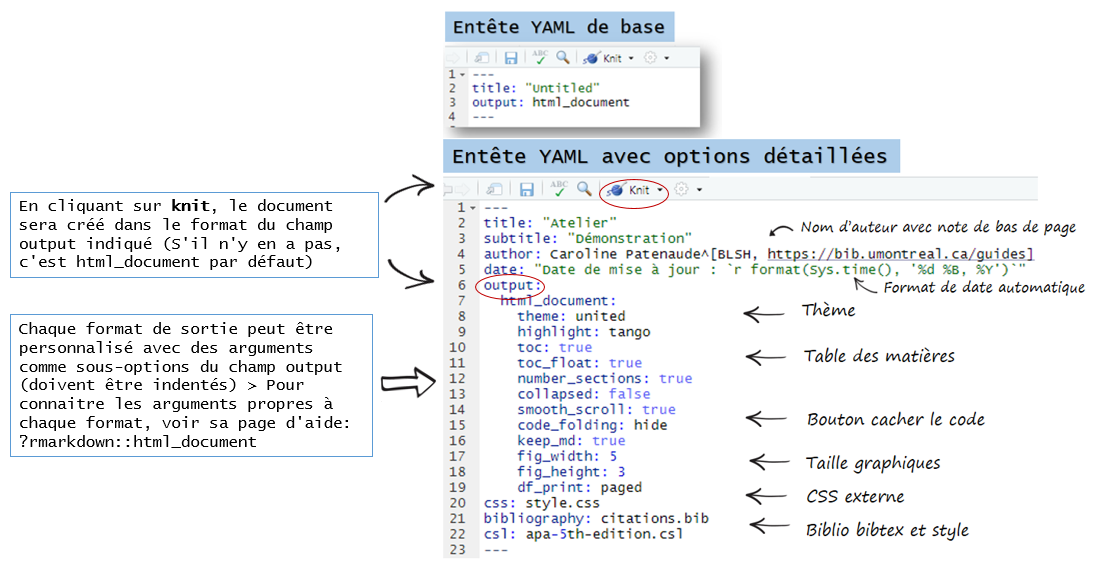 Entête YAML de base
ABC
Knit
1 ---
2 title: "Untitled"
3 output: html_document
4 ---
Entête YAML avec options détaillées
ABC
Knit
En cliquant sur knit, le document
sera créé dans le format du champ
output indiqué (S'il n'y en a pas,
c'est html_document par défaut)
Chaque format de sortie peut être
personnalisé avec des arguments
comme sous-options du champ output
(doivent être indentés) > Pour
connaitre les arguments propres à
chaque format, voir sa page d'aide:
?rmarkdown::html_document
1 ---
2 title: "Atelier"
3 subtitle: "Démonstration"
4 author: Caroline Patenaude^[BLSH, https://bib.umontreal.ca/guides]
5 date: "Date de mise à jour : `r format(Sys.time(), '%d %B, %Y')`"
6 output:
7 html_document:
8 theme: united
9 highlight: tango
10 toc: true
11 toc_float: true
12 number_sections: true
13 collapsed: false
14 smooth_scroll: true
15 code_folding: hide
16 keep_md: true
17 fig_width: 5
18 fig_height: 3
19 df_print: paged
20 css: style.css
21 bibliography: citations.bib
22 csl: apa-5th-edition.csl
23 ---
Nom d'auteur avec note de bas de page
Format de date automatique
Thème
Table des matières
Bouton cacher le code
Taille graphiques
CSS externe
Biblio bibtex et style